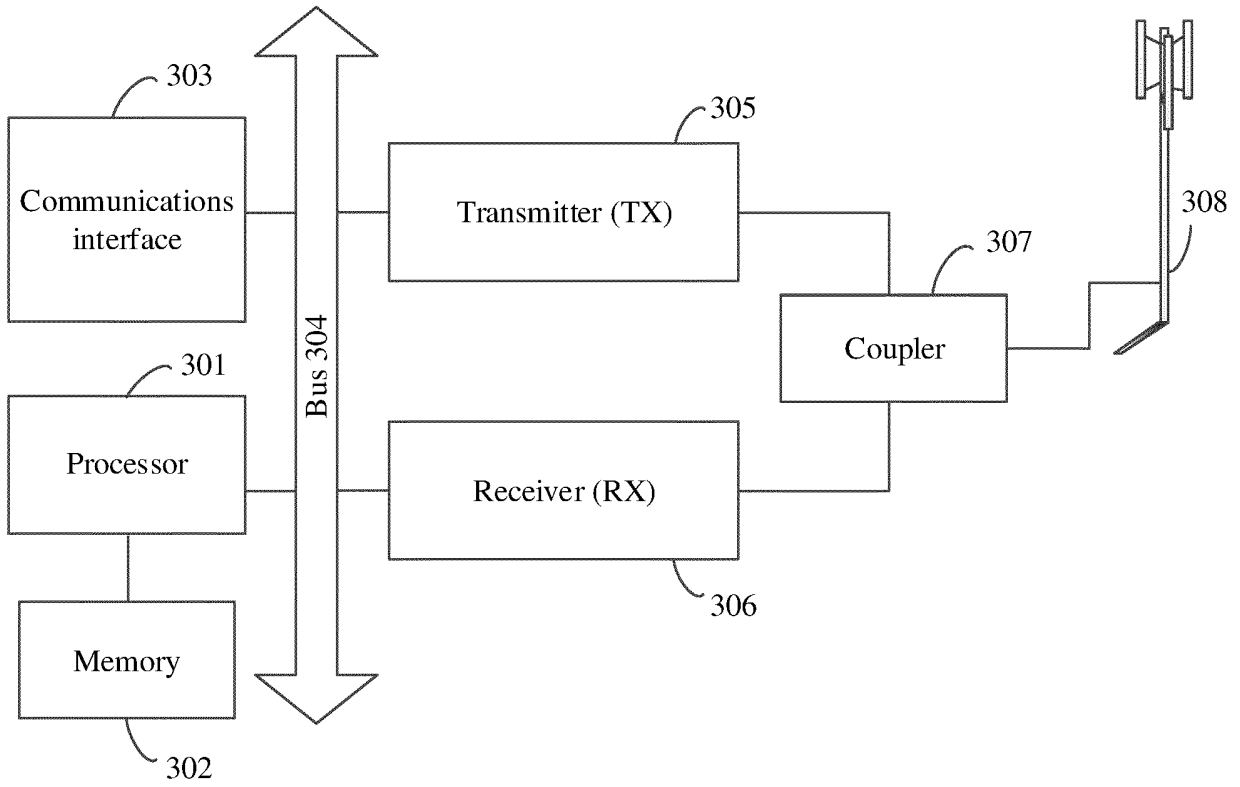 303
Communications
interface
301
Processor
Memory
302
Bus 304
305
Transmitter (TX)
Receiver (RX)
306
307
Coupler
308